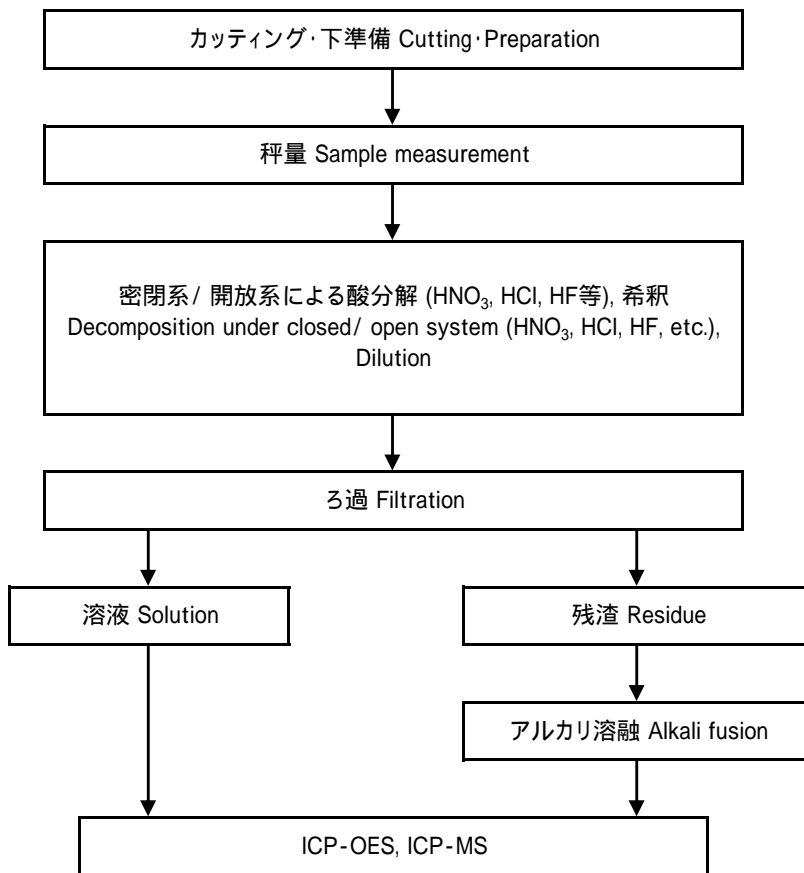 カッティング･下準備 Cutting･Preparation
秤量 Sample measurement
密閉系/ 開放系による酸分解 (HNO₃, HCl, HF等), 希釈
Decomposition under closed/ open system (HNO₃, HCl, HF, etc.),
Dilution
ろ過 Filtration
溶液 Solution
残渣 Residue
アルカリ溶融 Alkali fusion
ICP-OES, ICP-MS